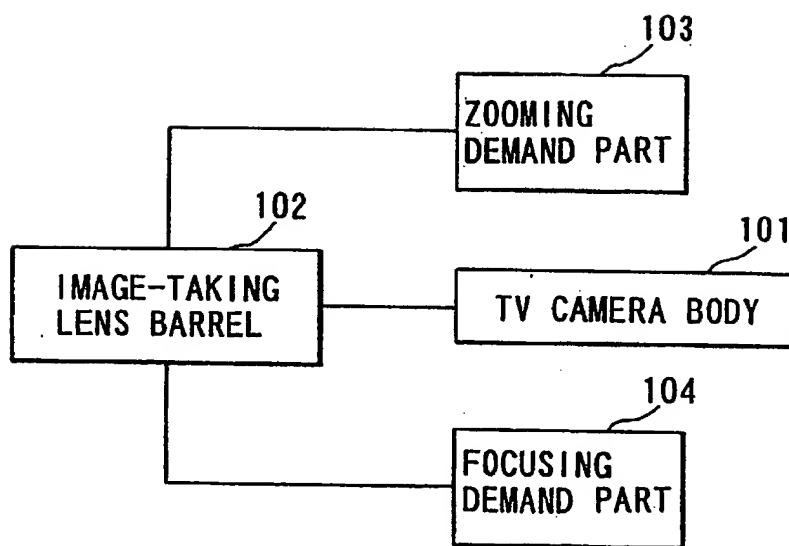 103
ZOOMING
DEMAND PART
102
101
IMAGE-TAKING
LENS BARREL
TV CAMERA BODY
104
FOCUSING
DEMAND PART